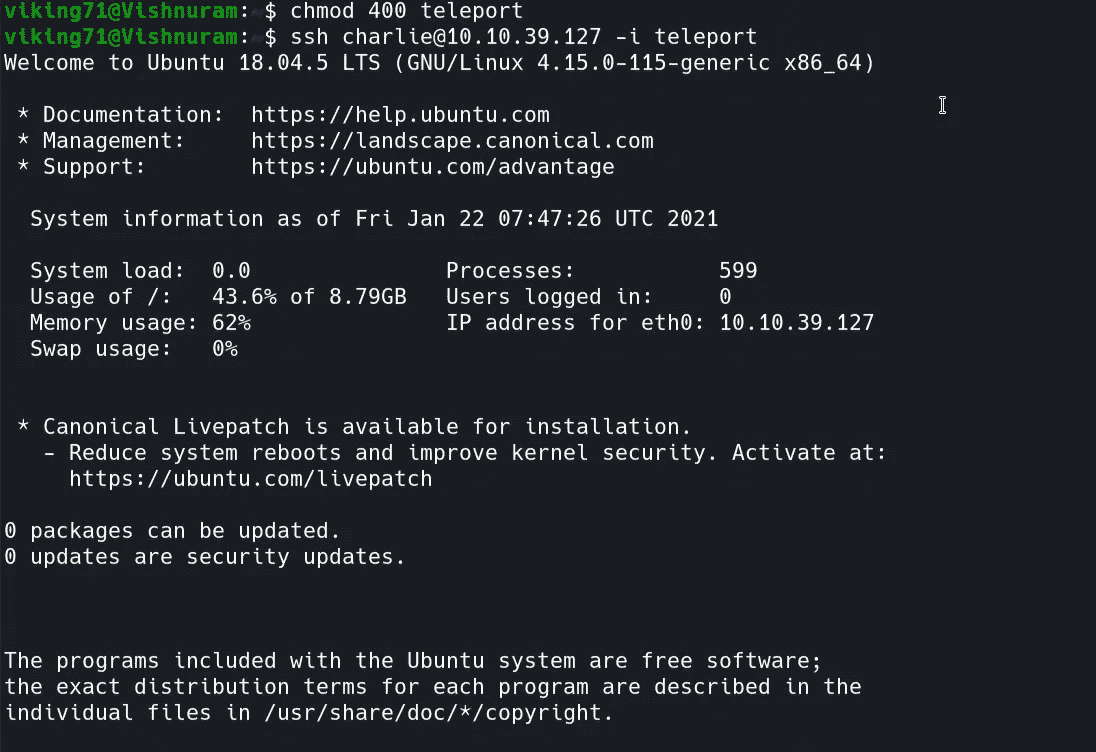 viking71@Vishnuram: $ chmod 400 teleport
viking71@Vishnuram: $ ssh charlie@10.10.39.127 -i teleport
Welcome to Ubuntu 18.04.5 LTS (GNU/Linux 4.15.0-115-generic x86_64)
* Documentation: https://help.ubuntu.com
* Management: https://landscape.canonical.com
* Support: https://ubuntu.com/advantage
System information as of Fri Jan 22 07:47:26 UTC 2021
System load: 0.0 Processes: 599
Usage of /: 43.6% of 8.79GB Users logged in: 0
Memory usage: 62% IP address for eth0: 10.10.39.127
Swap usage: 0%
* Canonical Livepatch is available for installation.
- Reduce system reboots and improve kernel security. Activate at:
https://ubuntu.com/livepatch
0 packages can be updated.
0 updates are security updates.
The programs included with the Ubuntu system are free software;
the exact distribution terms for each program are described in the
individual files in /usr/share/doc/*/copyright.